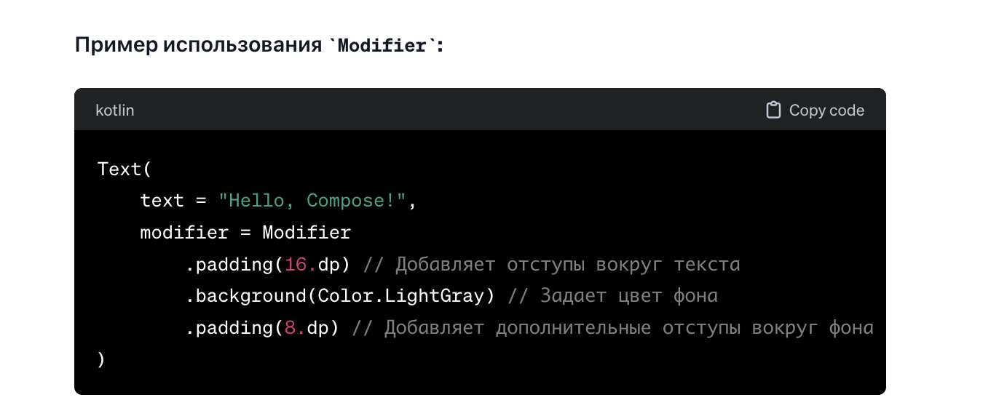 Пример использования `Modifier`:
kotlin
Copy code
Text(
    text = "Hello, Compose!",
    modifier = Modifier
        .padding(16.dp) // Добавляет отступы вокруг текста
        .background(Color.LightGray) // Задает цвет фона
        .padding(8.dp) // Добавляет дополнительные отступы вокруг фона
)